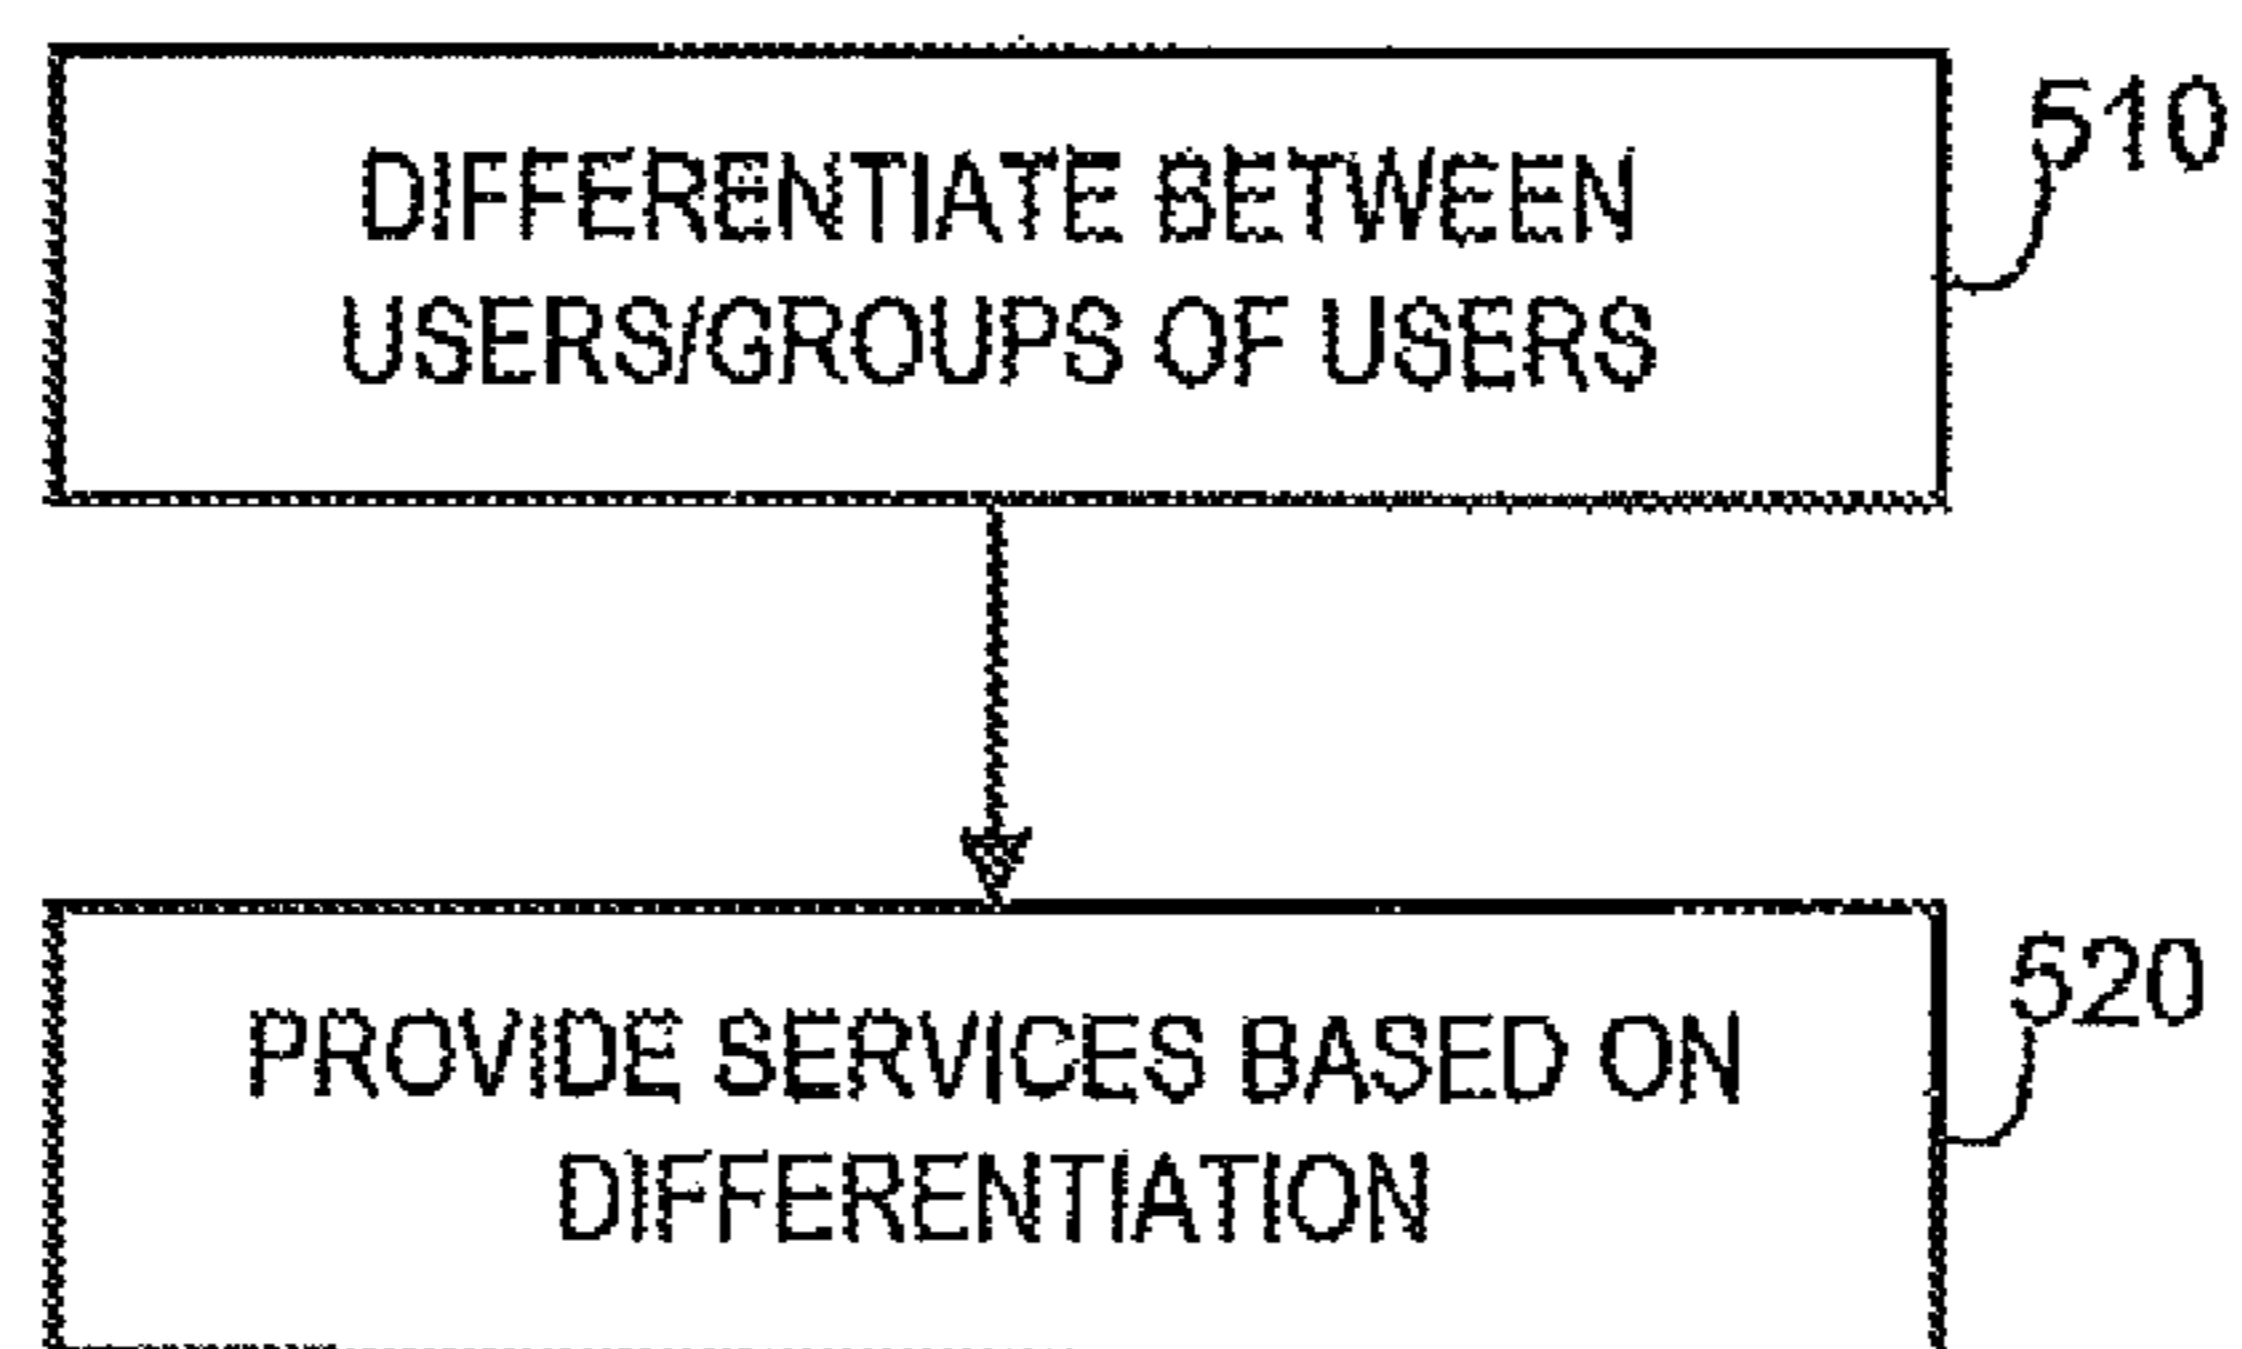 DIFFERENTIATE BETWEEN
USERS/GROUPS OF USERS
510
PROVIDE SERVICES BASED ON
DIFFERENTIATION
520